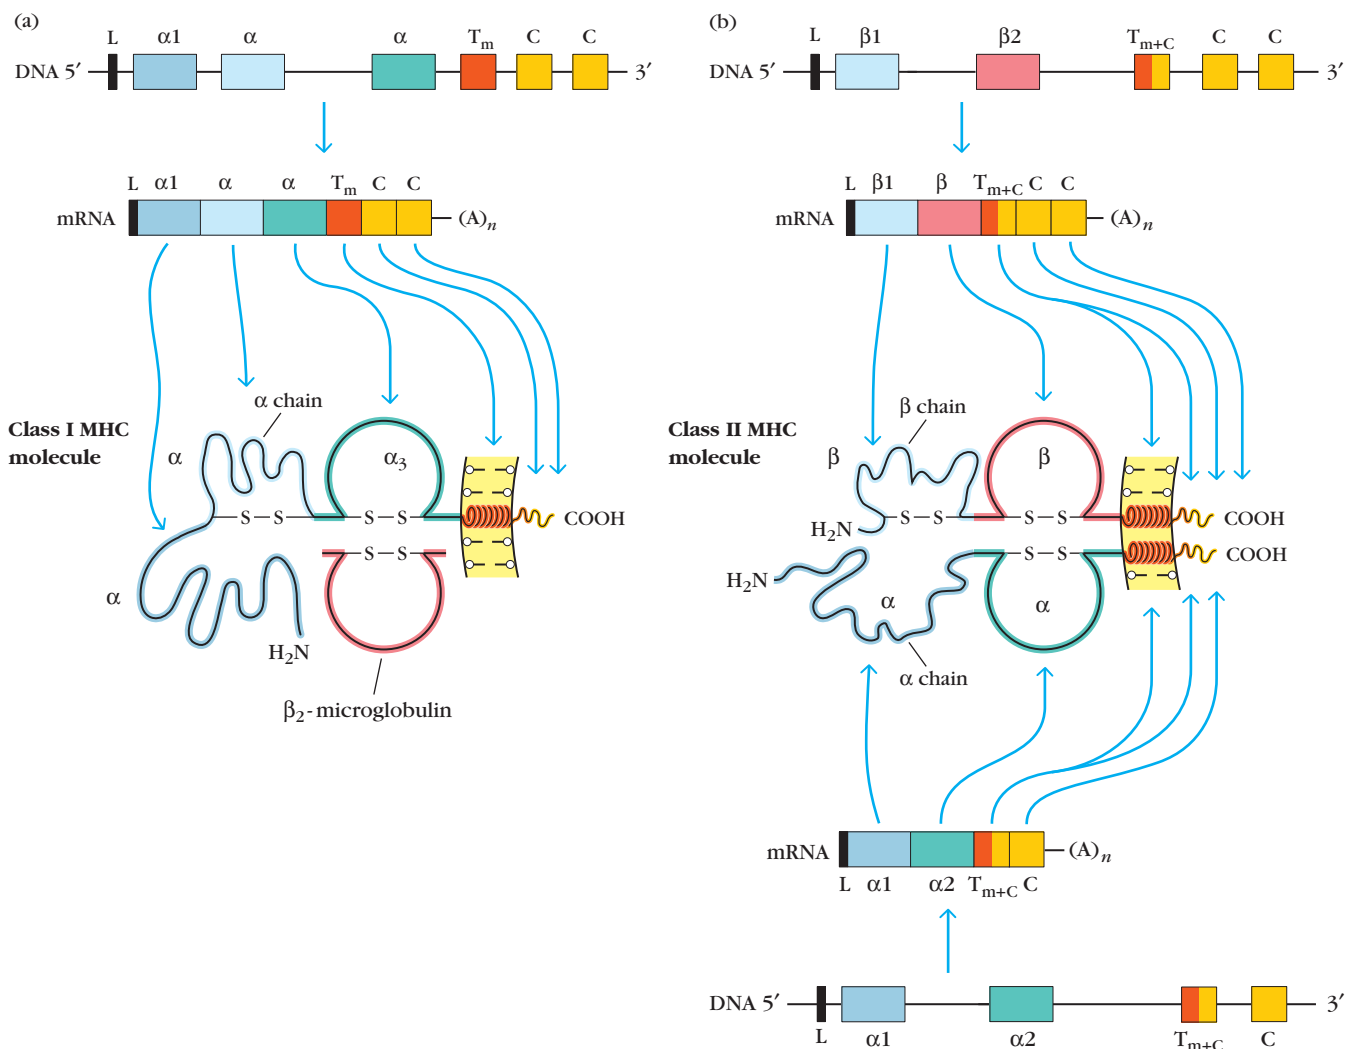 (a)
L α1 α α Tm C C
DNA 5′ 3′
L α1 α α Tm C C
mRNA (A)n
α chain
Class I MHC
molecule
α
α3
S S S S
COOH
S S
α
H2N
β2-microglobulin
(b)
L β1 β2 Tm+C C C
DNA 5′ 3′
L β1 β Tm+C C C
mRNA (A)n
β chain
Class II MHC
molecule
β
β
H2N
S S S S
COOH
S S
COOH
H2N
α
α
α chain
mRNA (A)n
L α1 α2 Tm+C C
DNA 5′ 3′
L α1 α2 Tm+C C